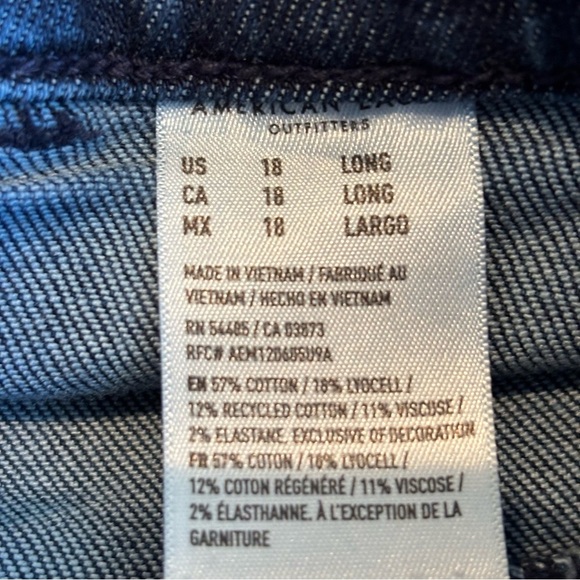 AMERICAN EAGLE
OUTFITTERS
US 18 LONG
CA 18 LONG
MX 18 LARGO
MADE IN VIETNAM / FABRIQUÉ AU
VIETNAM / HECHO EN VIETNAM
RN 54485 / CA 03873
RFC# AEM120605U9A
EN 57% COTTON / 18% LYOCELL /
12% RECYCLED COTTON / 11% VISCOSE /
2% ELASTANE. EXCLUSIVE OF DECORATION
FR 57% COTON / 18% LYOCELL /
12% COTON RÉGÉNÉRÉ / 11% VISCOSE /
2% ÉLASTHANNE. À L'EXCEPTION DE LA
GARNITURE